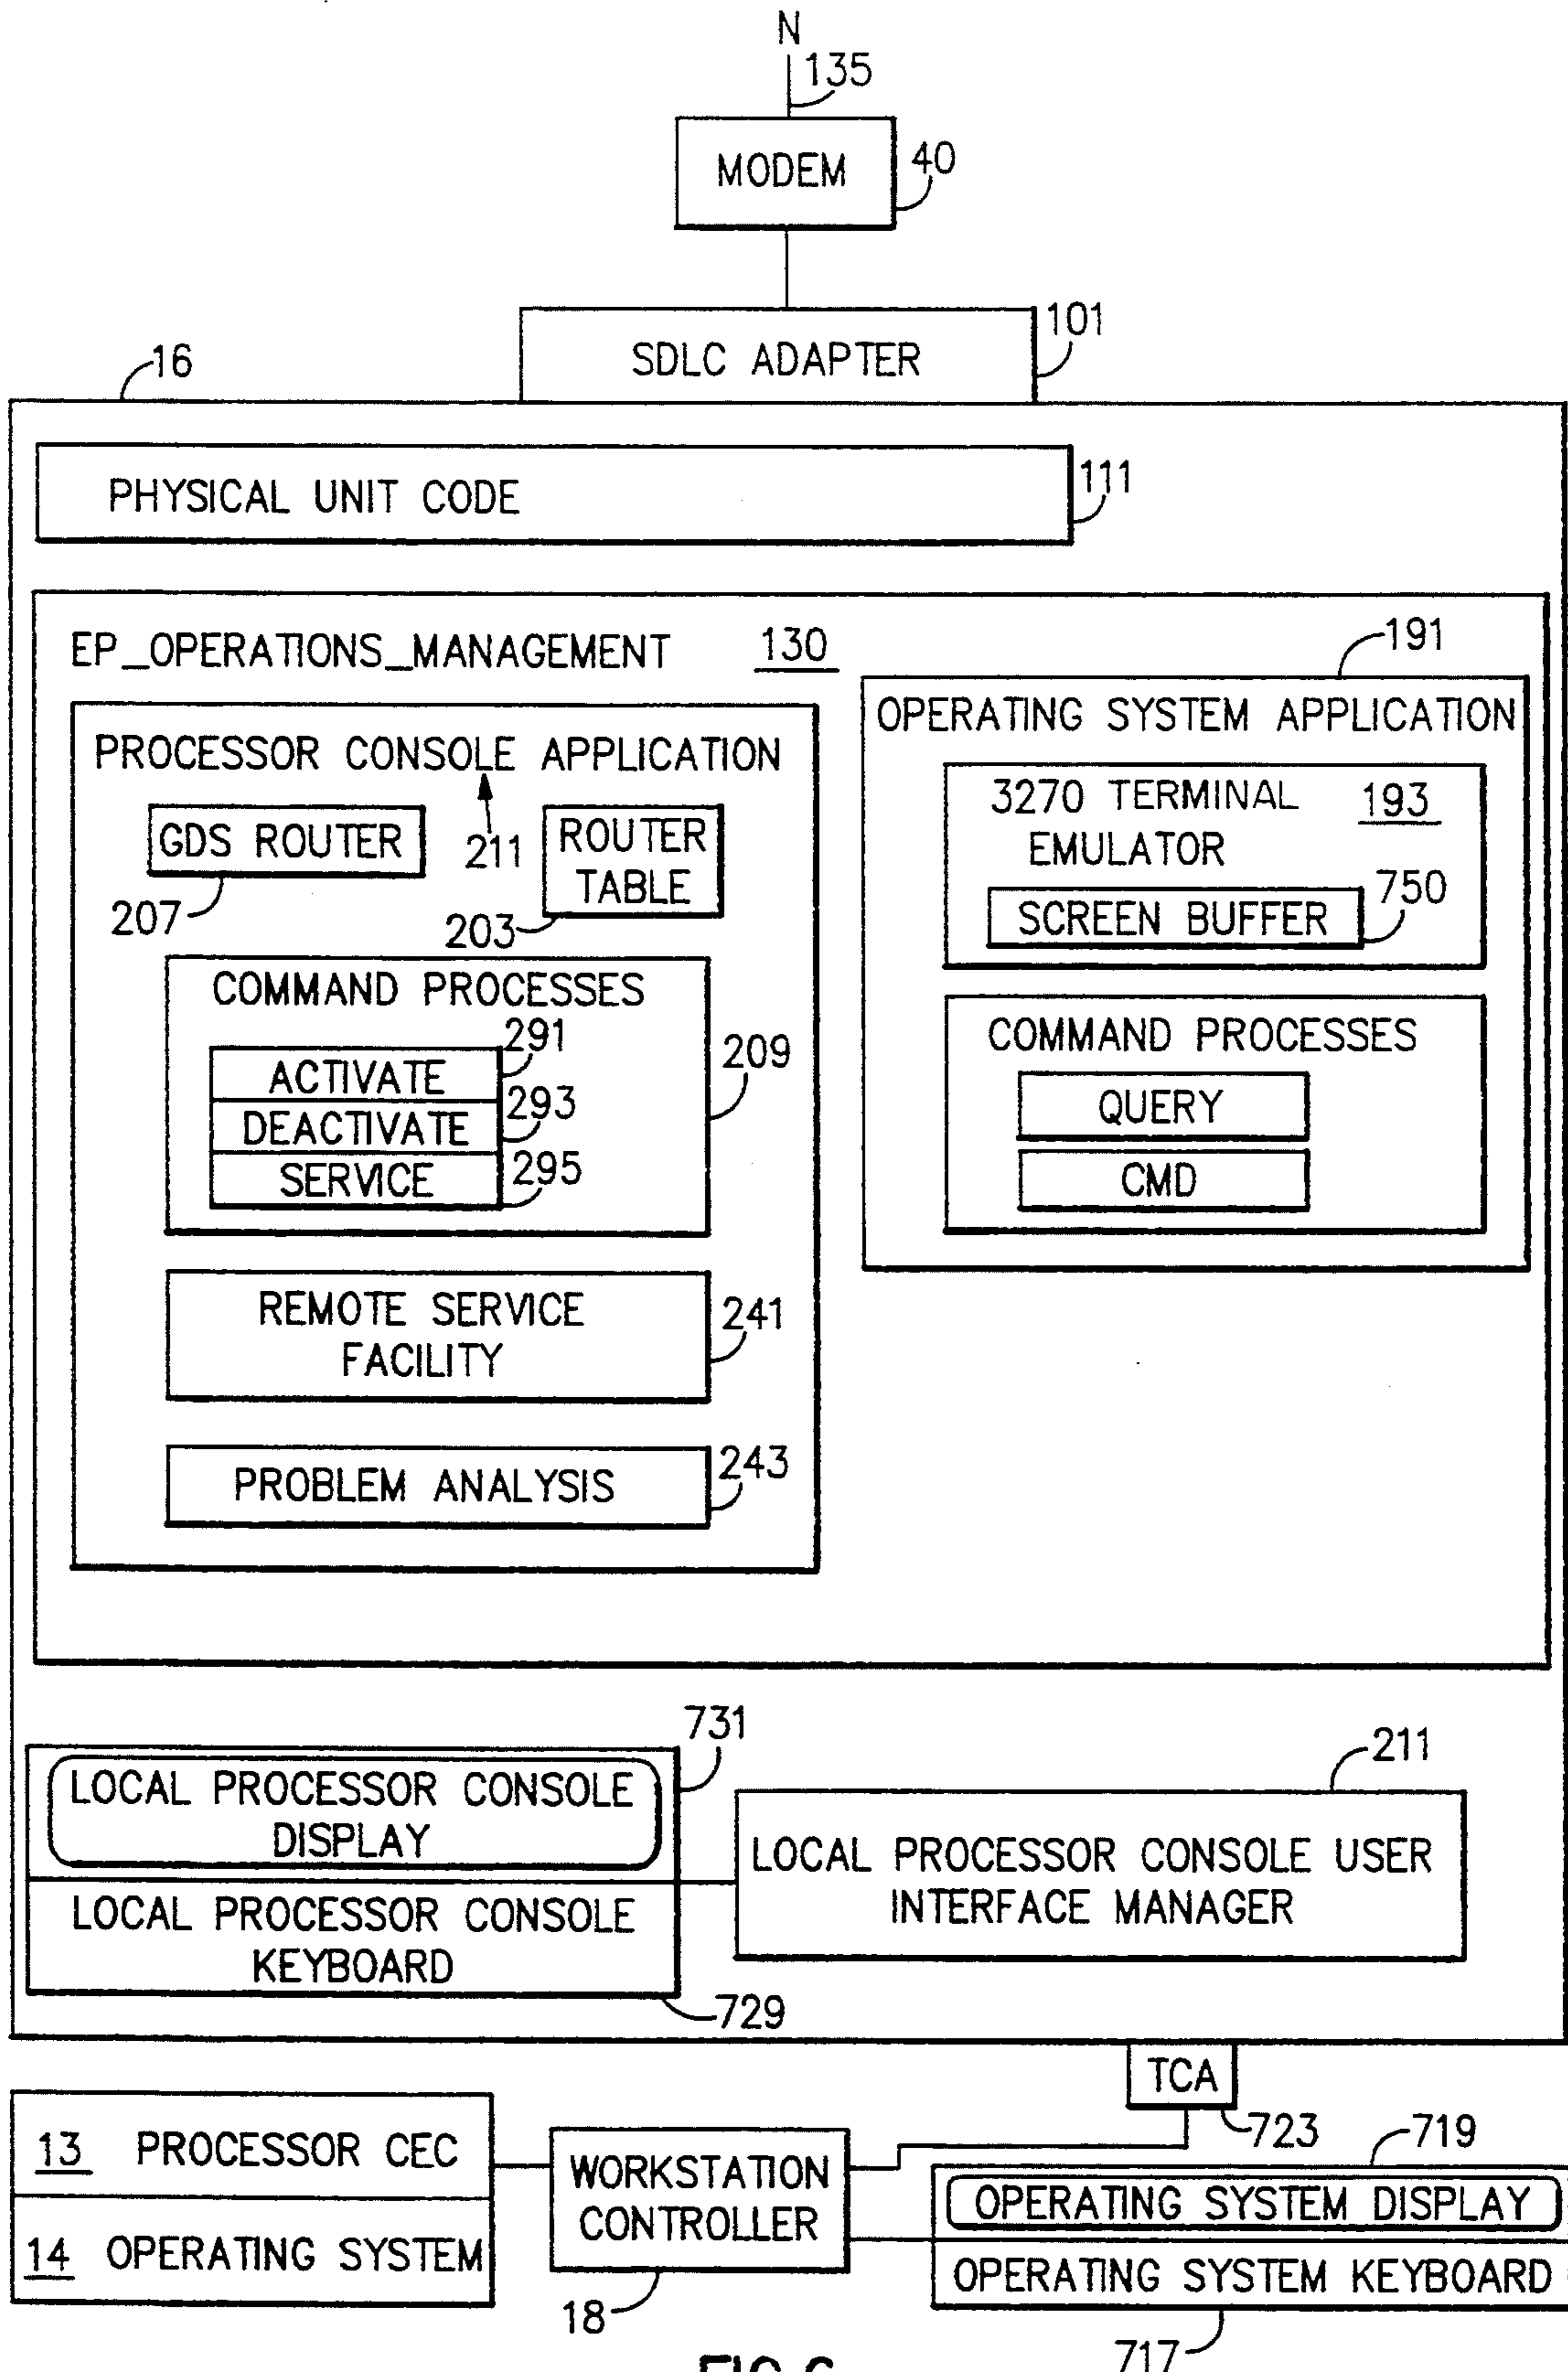 N
135
MODEM
40
SDLC ADAPTER
101
16
PHYSICAL UNIT CODE
111
EP_OPERATIONS_MANAGEMENT
130
191
PROCESSOR CONSOLE APPLICATION
211
GDS ROUTER
207
ROUTER
TABLE
203
COMMAND PROCESSES
209
ACTIVATE
291
DEACTIVATE
293
SERVICE
295
REMOTE SERVICE
FACILITY
241
PROBLEM ANALYSIS
243
OPERATING SYSTEM APPLICATION
3270 TERMINAL
EMULATOR
193
SCREEN BUFFER
750
COMMAND PROCESSES
QUERY
CMD
731
LOCAL PROCESSOR CONSOLE
DISPLAY
LOCAL PROCESSOR CONSOLE
KEYBOARD
729
211
LOCAL PROCESSOR CONSOLE USER
INTERFACE MANAGER
TCA
723
13 PROCESSOR CEC
14 OPERATING SYSTEM
WORKSTATION
CONTROLLER
18
719
OPERATING SYSTEM DISPLAY
OPERATING SYSTEM KEYBOARD
717